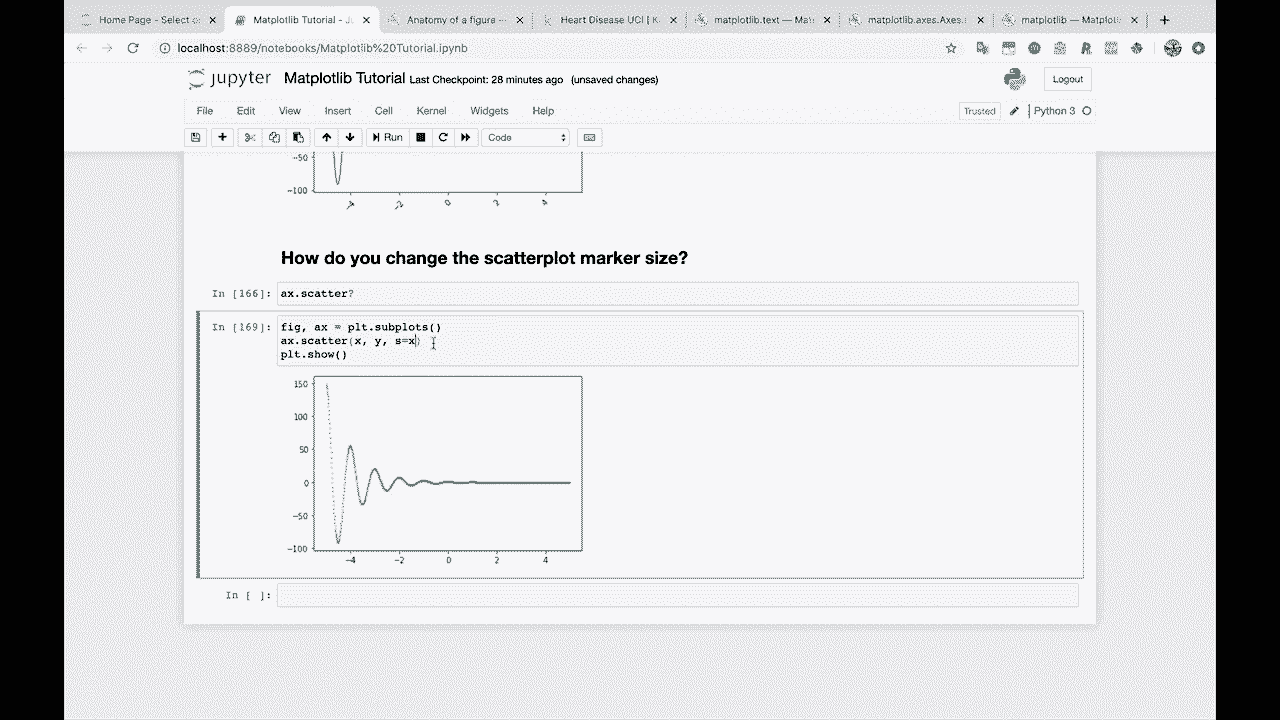 Home Page - Select o
Matplotlib Tutorial - Ju
Anatomy of a figure —
Heart Disease UCI | K
matplotlib.text — Mat
matplotlib.axes.Axes.
matplotlib — Matplotli
localhost:8889/notebooks/Matplotlib%20Tutorial.ipynb
jupyter Matplotlib Tutorial Last Checkpoint: 28 minutes ago (unsaved changes)
Logout
File Edit View Insert Cell Kernel Widgets Help
Trusted Python 3
Run Code
−50
−100
-4 -2 0 2 4
How do you change the scatterplot marker size?
In [166]: ax.scatter?
In [169]: fig, ax = plt.subplots()
ax.scatter(x, y, s=x)
plt.show()
150
100
50
0
−50
−100
−4 −2 0 2 4
In [ ]: